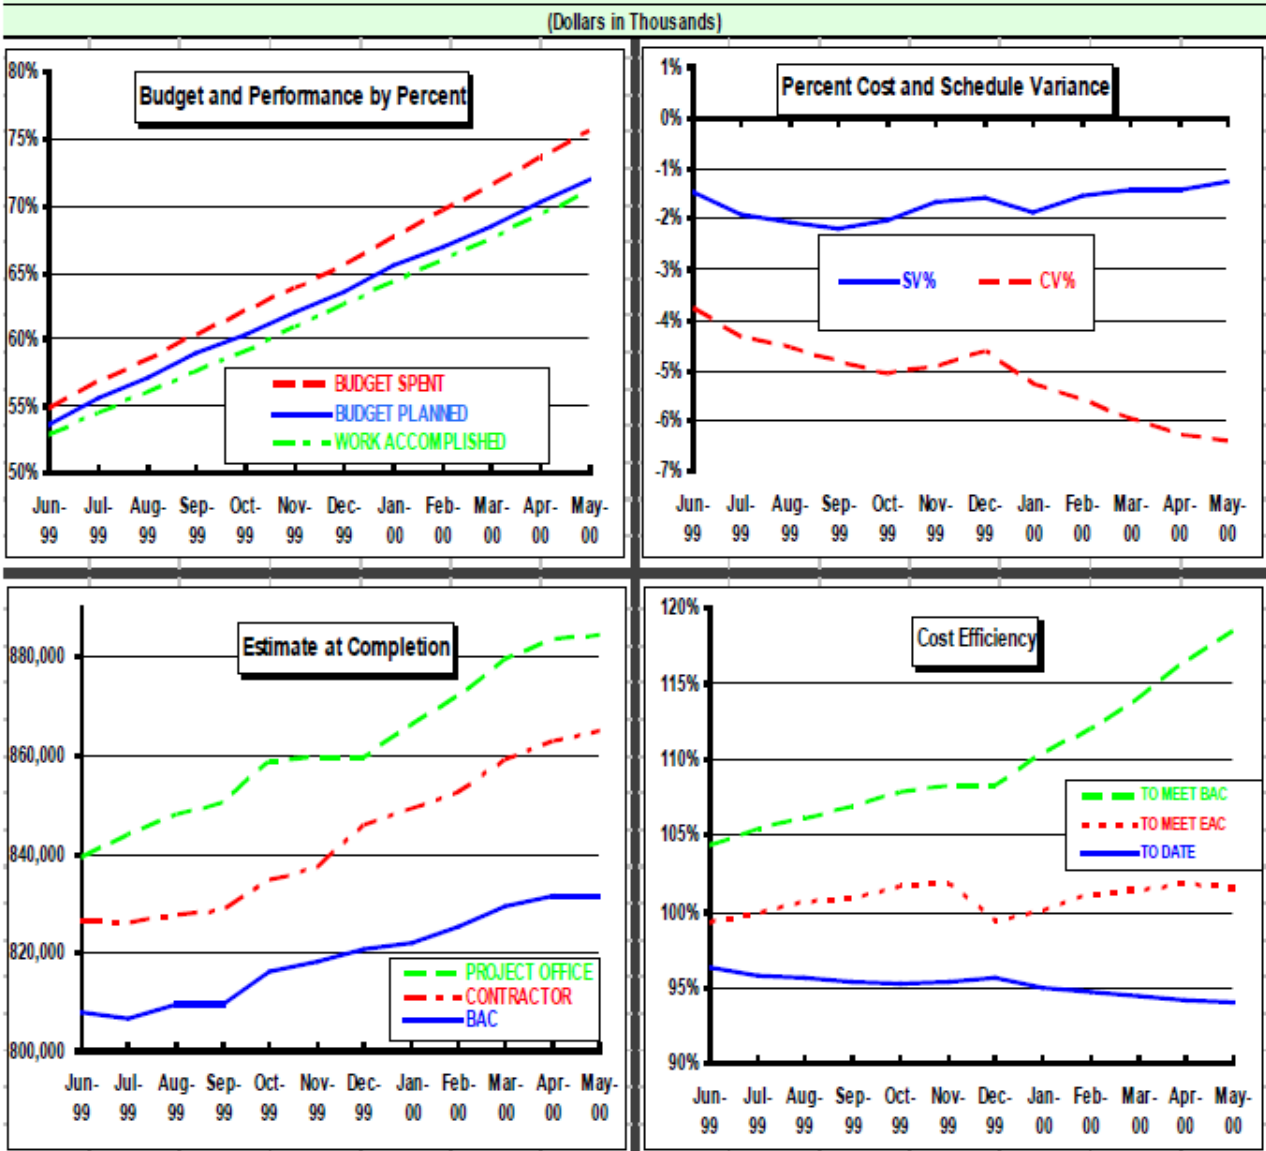 (Dollars in Thousands)
Budget and Performance by Percent
80%
75%
70%
65%
60%
55%
50%
BUDGET SPENT
BUDGET PLANNED
WORK ACCOMPLISHED
Jun- Jul- Aug- Sep- Oct- Nov- Dec- Jan- Feb- Mar- Apr- May-
99 99 99 99 99 99 99 00 00 00 00 00
Percent Cost and Schedule Variance
1%
0%
-1%
-2%
-3%
-4%
-5%
-6%
-7%
SV% CV%
Jun- Jul- Aug- Sep- Oct- Nov- Dec- Jan- Feb- Mar- Apr- May-
99 99 99 99 99 99 99 00 00 00 00 00
Estimate at Completion
880,000
860,000
840,000
820,000
800,000
PROJECT OFFICE
CONTRACTOR
BAC
Jun- Jul- Aug- Sep- Oct- Nov- Dec- Jan- Feb- Mar- Apr- May-
99 99 99 99 99 99 99 00 00 00 00 00
Cost Efficiency
120%
115%
110%
105%
100%
95%
90%
TO MEET BAC
TO MEET EAC
TO DATE
Jun- Jul- Aug- Sep- Oct- Nov- Dec- Jan- Feb- Mar- Apr- May-
99 99 99 99 99 99 99 00 00 00 00 00